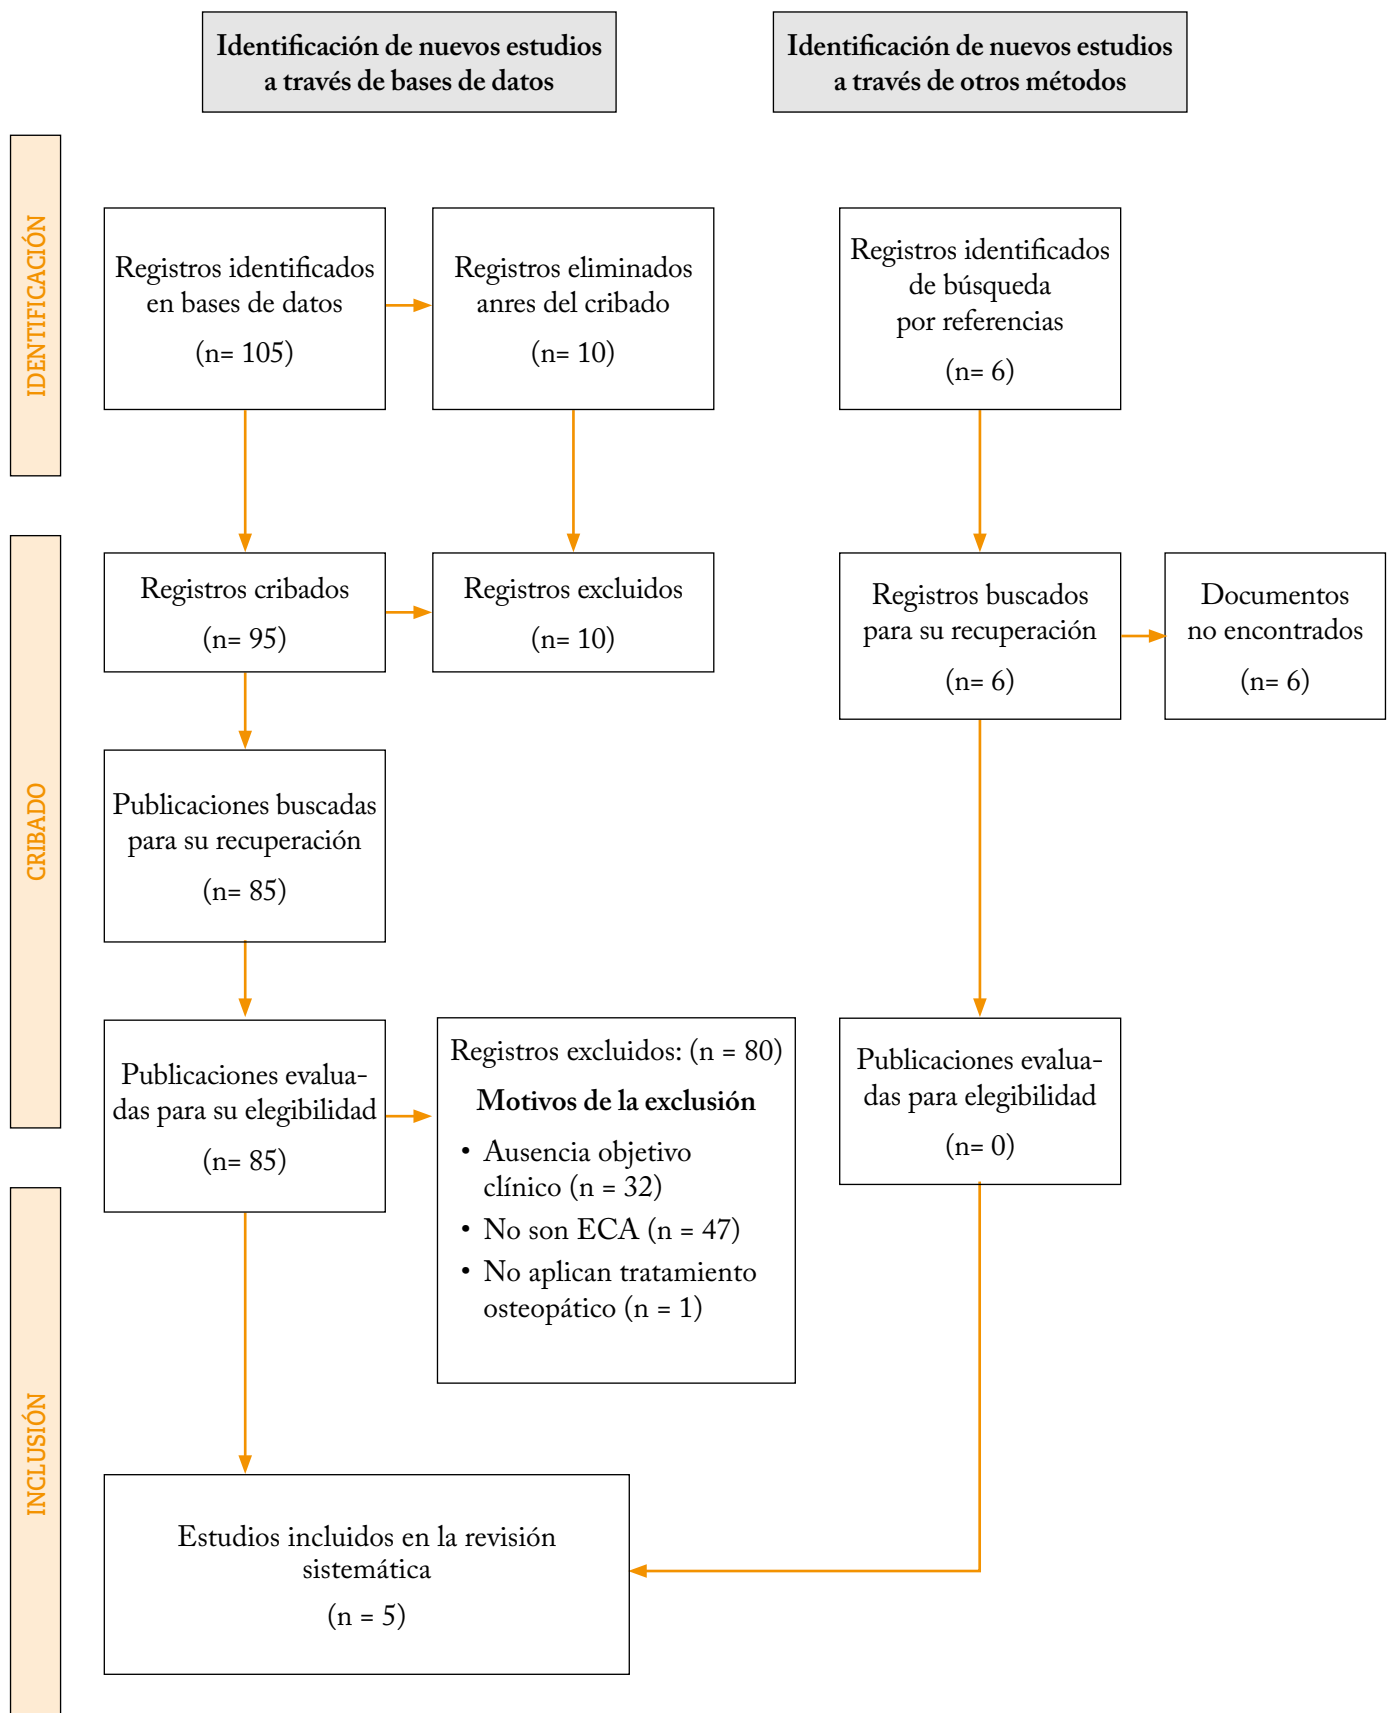 Identificación de nuevos estudios
a través de bases de datos
Identificación de nuevos estudios
a través de otros métodos
IDENTIFICACIÓN
Registros identificados
en bases de datos
(n= 105)
Registros eliminados
anres del cribado
(n= 10)
Registros identificados
de búsqueda
por referencias
(n= 6)
CRIBADO
Registros cribados
(n= 95)
Registros excluidos
(n= 10)
Registros buscados
para su recuperación
(n= 6)
Documentos
no encontrados
(n= 6)
Publicaciones buscadas
para su recuperación
(n= 85)
Publicaciones evalua-
das para su elegibilidad
(n= 85)
Registros excluidos: (n = 80)
Motivos de la exclusión
• Ausencia objetivo
clínico (n = 32)
• No son ECA (n = 47)
• No aplican tratamiento
osteopático (n = 1)
Publicaciones evalua-
das para elegibilidad
(n= 0)
INCLUSIÓN
Estudios incluidos en la revisión
sistemática
(n = 5)